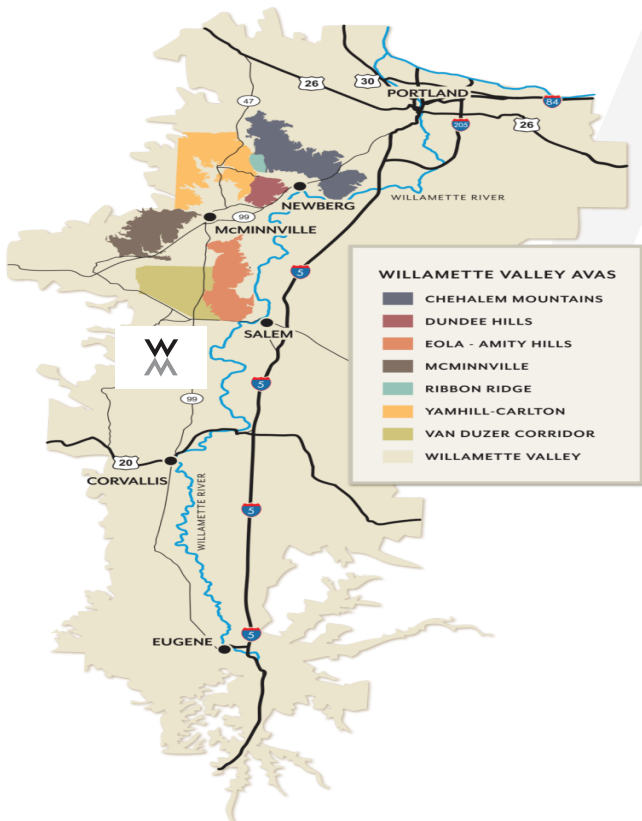 26
30
PORTLAND
84
47
205
26
WILLAMETTE RIVER
NEWBERG
99
McMINNVILLE
5
WILLAMETTE VALLEY AVAS
CHEHALEM MOUNTAINS
DUNDEE HILLS
EOLA - AMITY HILLS
MCMINNVILLE
RIBBON RIDGE
YAMHILL-CARLTON
VAN DUZER CORRIDOR
WILLAMETTE VALLEY
SALEM
W
M
5
99
20
CORVALLIS
WILLAMETTE RIVER
5
EUGENE
5